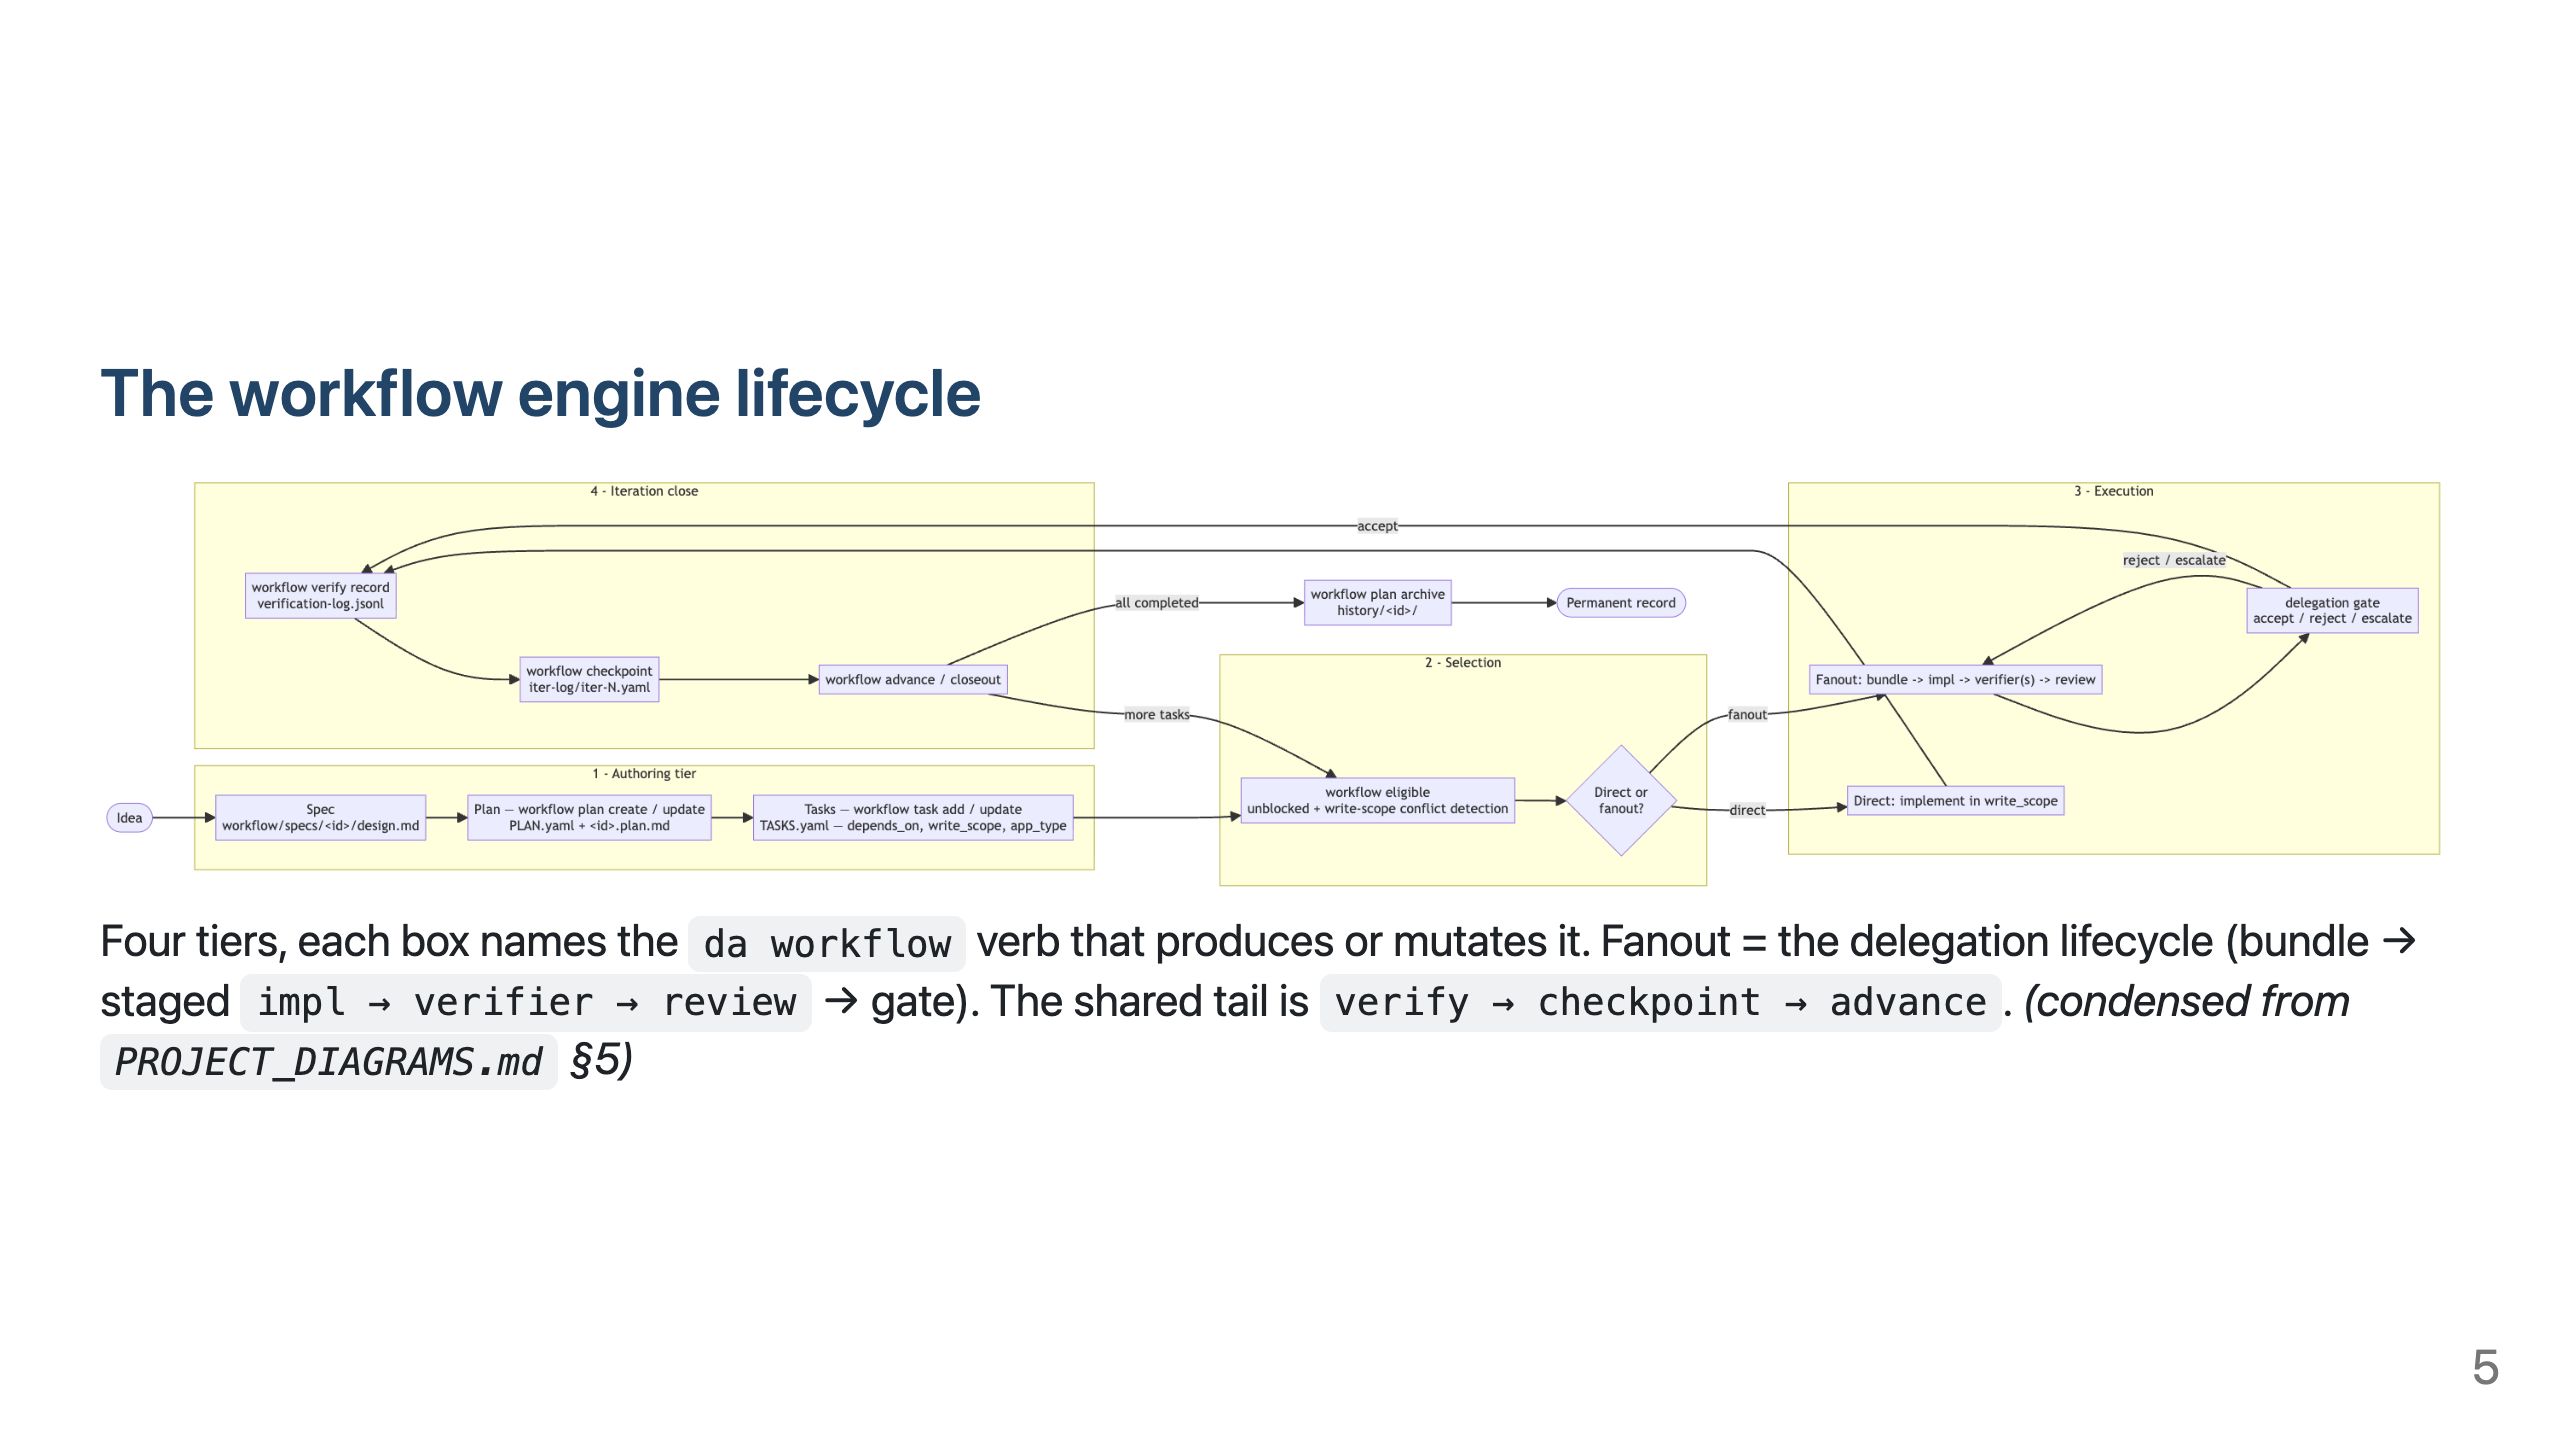 The workflow engine lifecycle
4 - Iteration close
3 - Execution
accept
reject / escalate
workflow verify record
verification-log.jsonl
all completed
workflow plan archive
history/<id>/
Permanent record
delegation gate
accept / reject / escalate
workflow checkpoint
iter-log/iter-N.yaml
workflow advance / closeout
2 - Selection
Fanout: bundle -> impl -> verifier(s) -> review
more tasks
fanout
1 - Authoring tier
Idea
Spec
workflow/specs/<id>/design.md
Plan — workflow plan create / update
PLAN.yaml + <id>.plan.md
Tasks — workflow task add / update
TASKS.yaml — depends_on, write_scope, app_type
workflow eligible
unblocked + write-scope conflict detection
Direct or
fanout?
direct
Direct: implement in write_scope
Four tiers, each box names the da workflow verb that produces or mutates it. Fanout = the delegation lifecycle (bundle →
staged impl → verifier → review → gate). The shared tail is verify → checkpoint → advance. (condensed from
PROJECT_DIAGRAMS.md §5)
5